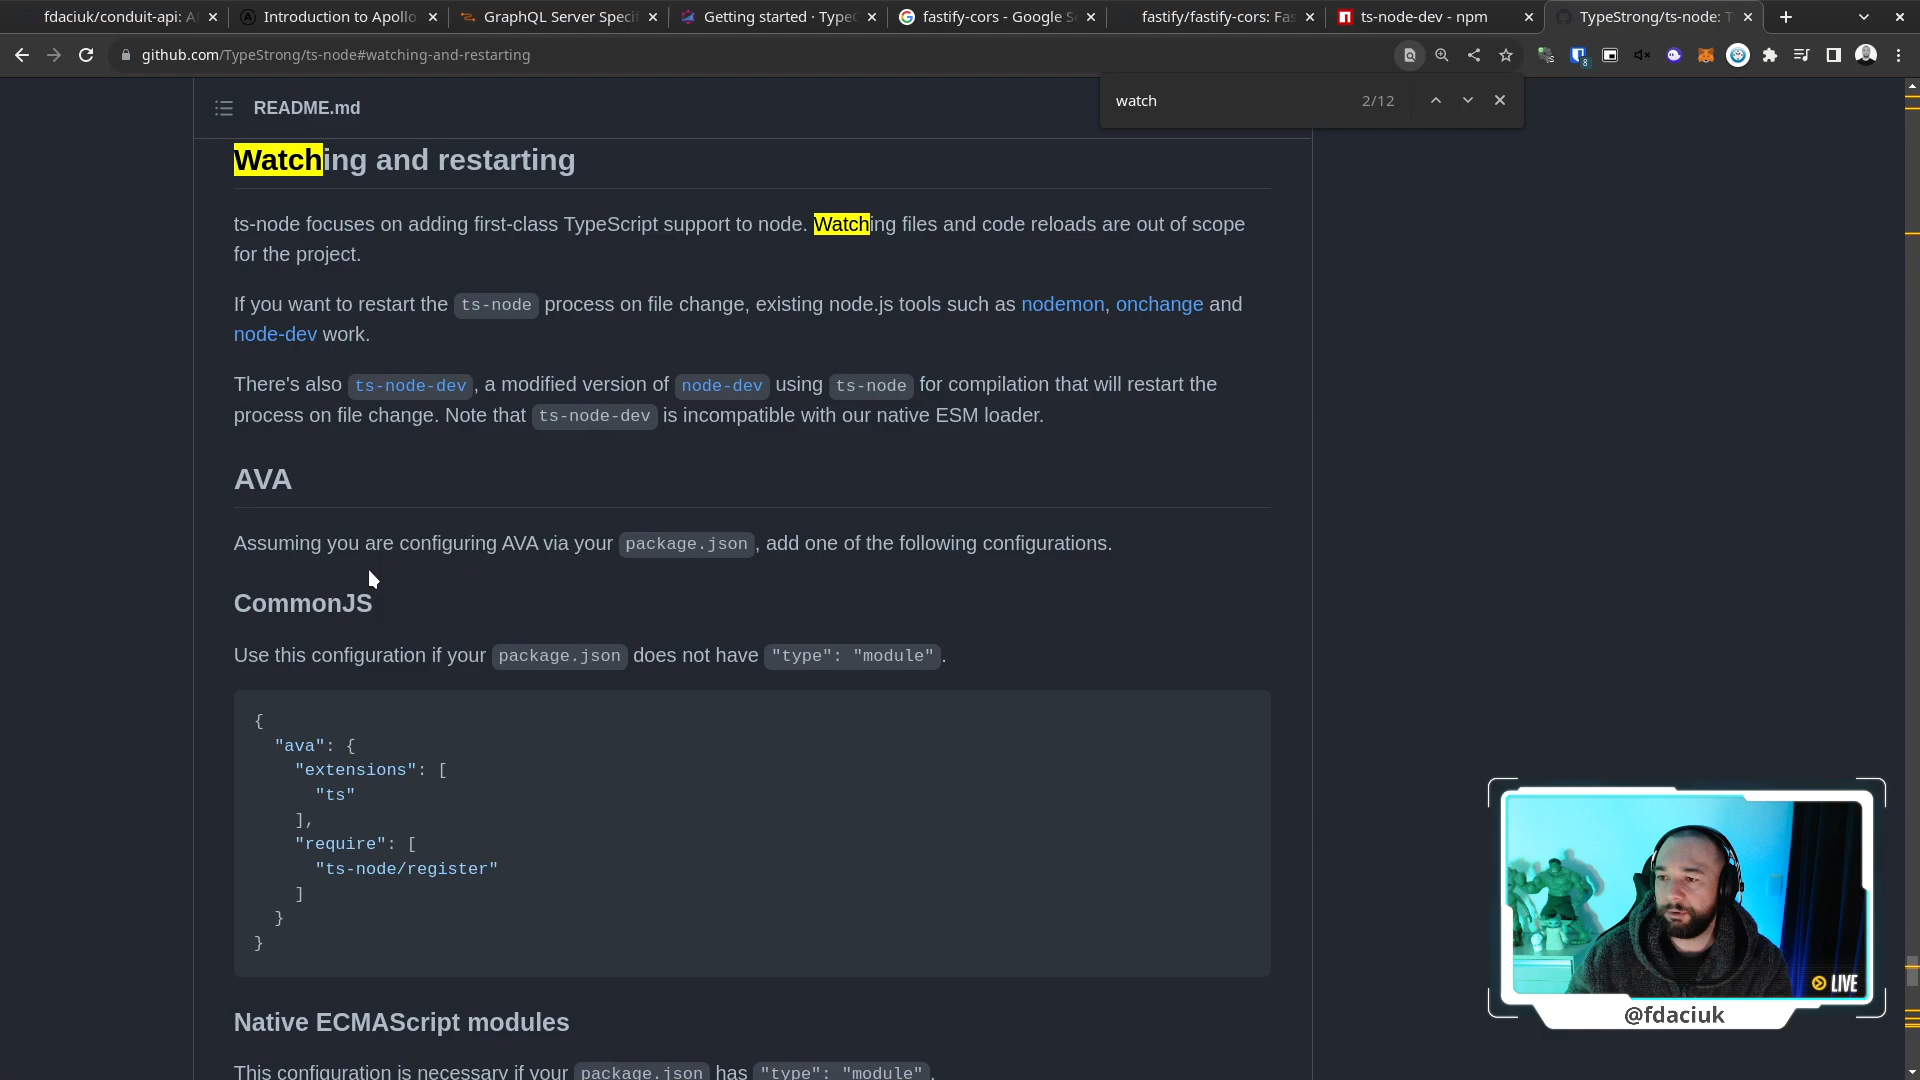 fdaciuk/conduit-api: A
Introduction to Apollo
GraphQL Server Specif
Getting started · TypeG
fastify-cors - Google Se
fastify/fastify-cors: Fas
ts-node-dev - npm
TypeStrong/ts-node: T
github.com/TypeStrong/ts-node#watching-and-restarting
8
watch
2/12
README.md
Watching and restarting
ts-node focuses on adding first-class TypeScript support to node. Watching files and code reloads are out of scope
for the project.
If you want to restart the ts-node process on file change, existing node.js tools such as nodemon, onchange and
node-dev work.
There's also ts-node-dev, a modified version of node-dev using ts-node for compilation that will restart the
process on file change. Note that ts-node-dev is incompatible with our native ESM loader.
AVA
Assuming you are configuring AVA via your package.json, add one of the following configurations.
CommonJS
Use this configuration if your package.json does not have "type": "module".
{
"ava": {
"extensions": [
"ts"
],
"require": [
"ts-node/register"
]
}
}
Native ECMAScript modules
This configuration is necessary if your package.json has "type": "module".
LIVE
@fdaciuk